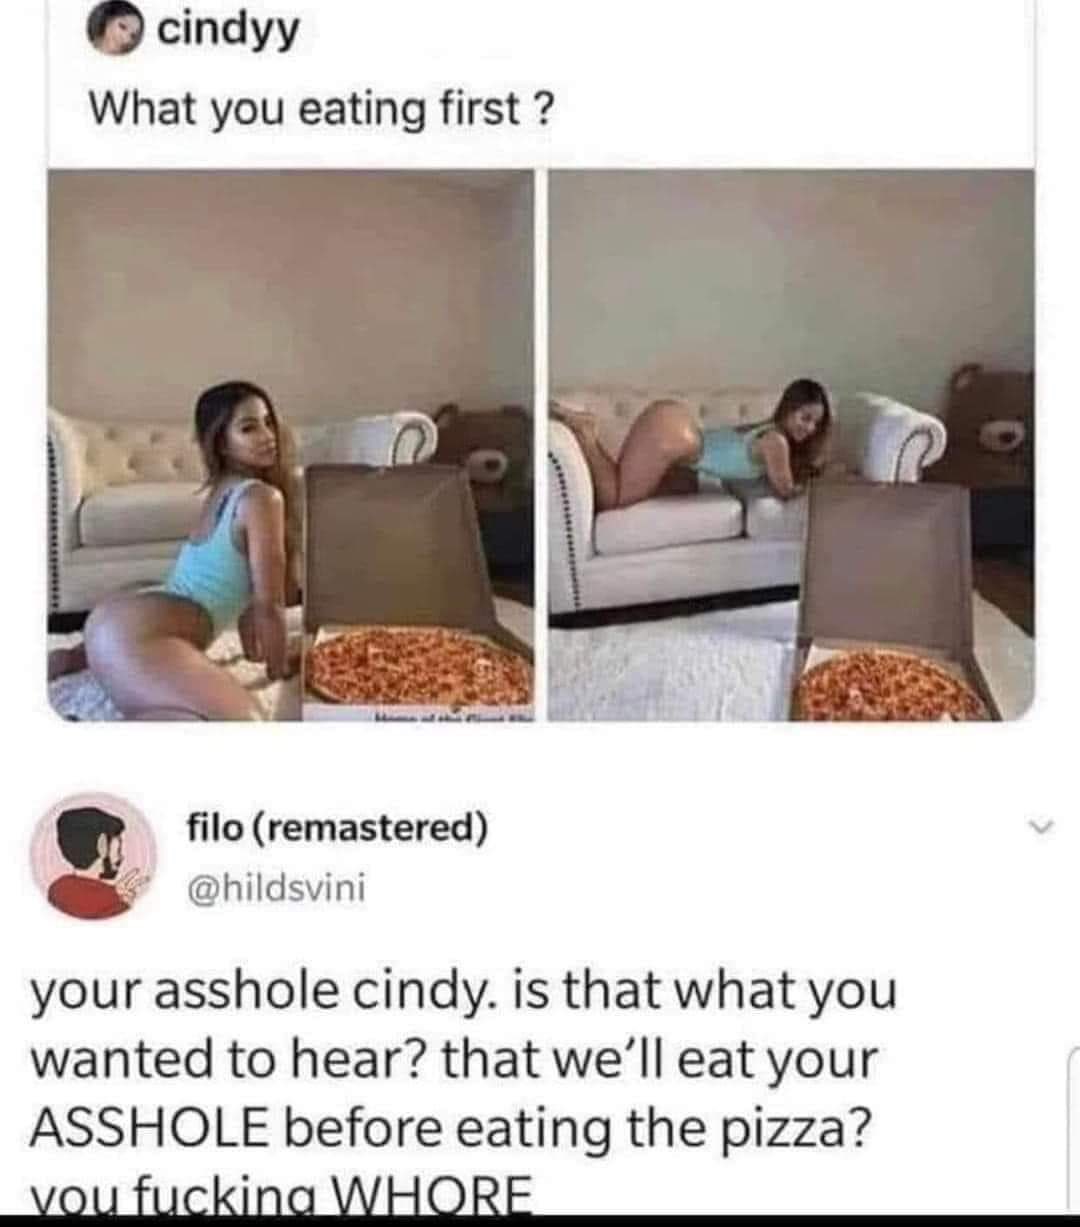 cindyy
What you eating first ?
filo (remastered)
@hildsvini
your asshole cindy. is that what you
wanted to hear? that we'll eat your
ASSHOLE before eating the pizza?
you fucking WHORE